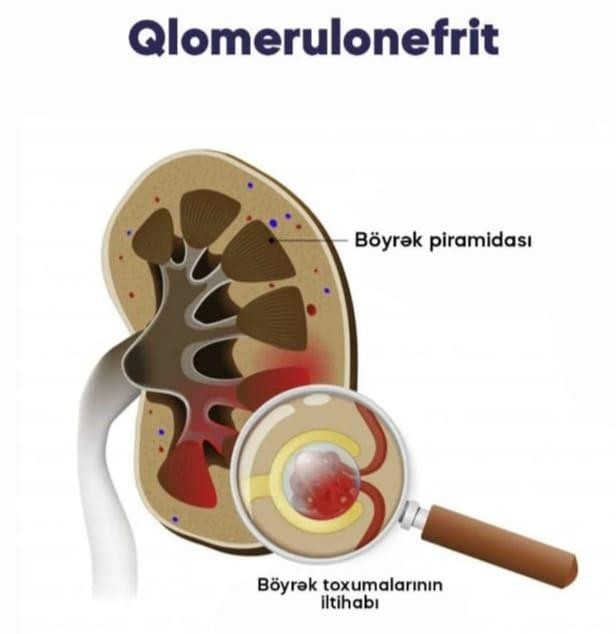 Qlomerulonefrit
Böyrək piramidası
Böyrək toxumalarının
iltihabı